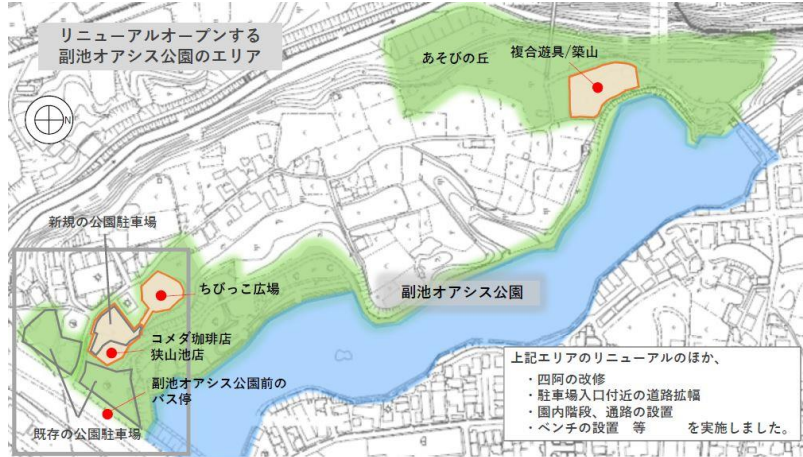 リニューアルオープンする
副池オアシス公園のエリア
あそびの丘
複合遊具/築山
N
新規の公園駐車場
ちびっこ広場
副池オアシス公園
コメダ珈琲店
狭山池店
副池オアシス公園前の
バス停
既存の公園駐車場
上記エリアのリニューアルのほか、
・四阿の改修
・駐車場入口付近の道路拡幅
・園内階段、通路の設置
・ベンチの設置　等　　を実施しました。